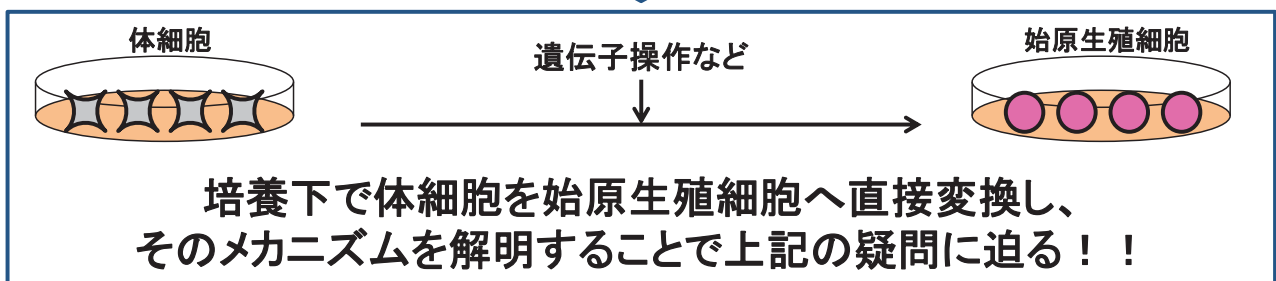 体細胞
遺伝子操作など
始原生殖細胞
培養下で体細胞を始原生殖細胞へ直接変換し、
そのメカニズムを解明することで上記の疑問に迫る！！